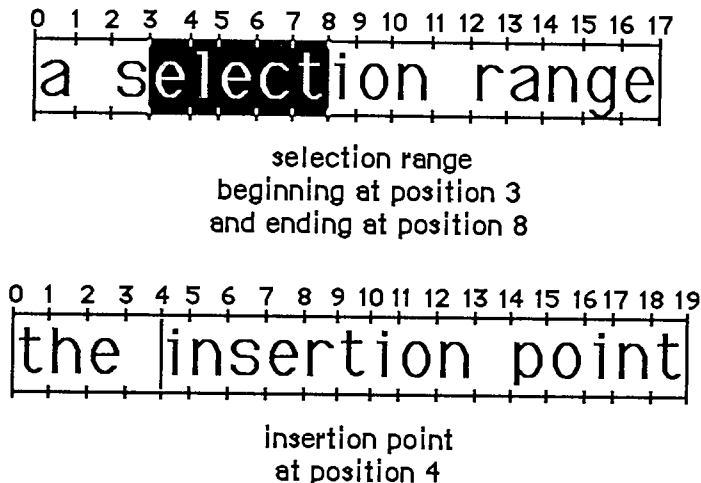 0 1 2 3 4 5 6 7 8 9 10 11 12 13 14 15 16 17
a selection range
selection range
beginning at position 3
and ending at position 8
0 1 2 3 4 5 6 7 8 9 10 11 12 13 14 15 16 17 18 19
the insertion point
insertion point
at position 4